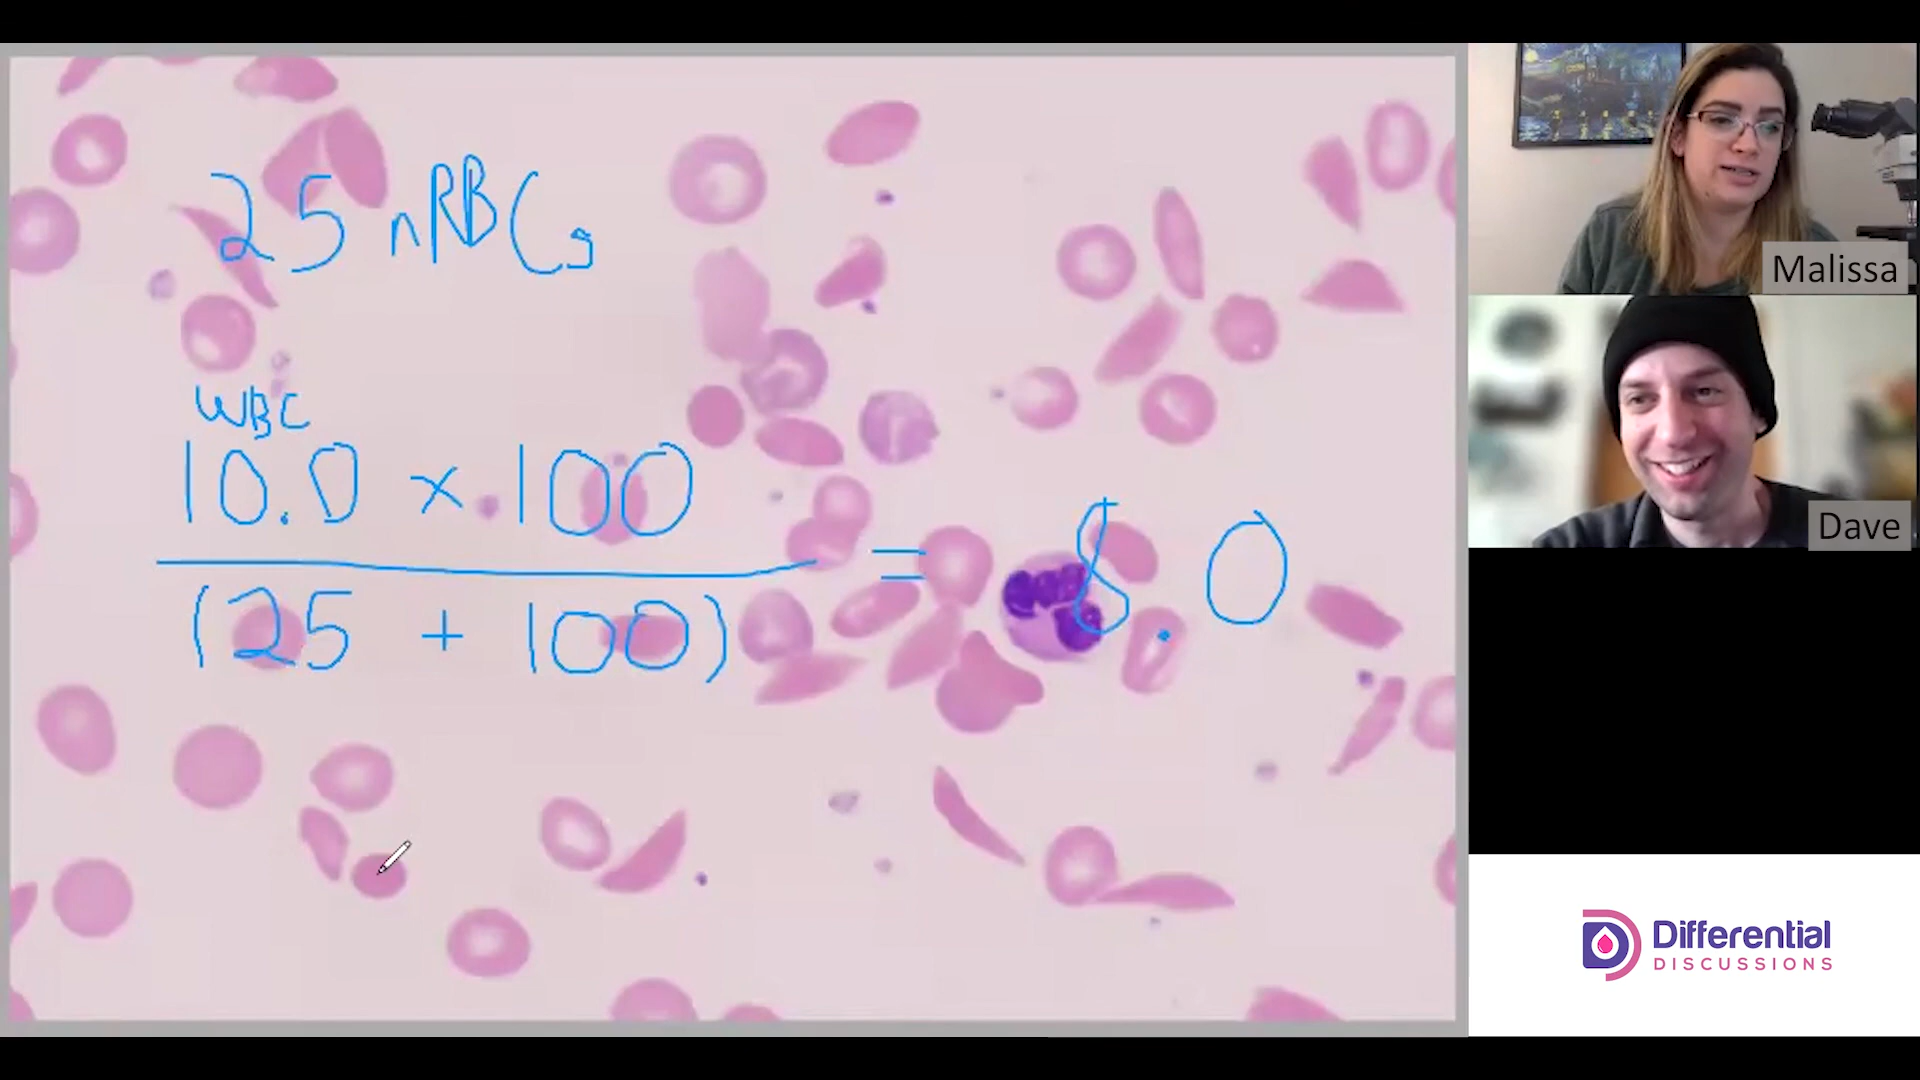 25 nRBCs
WBC
10.0 x 100
(25 + 100)
= 8.0
Malissa
Dave
Differential
DISCUSSIONS